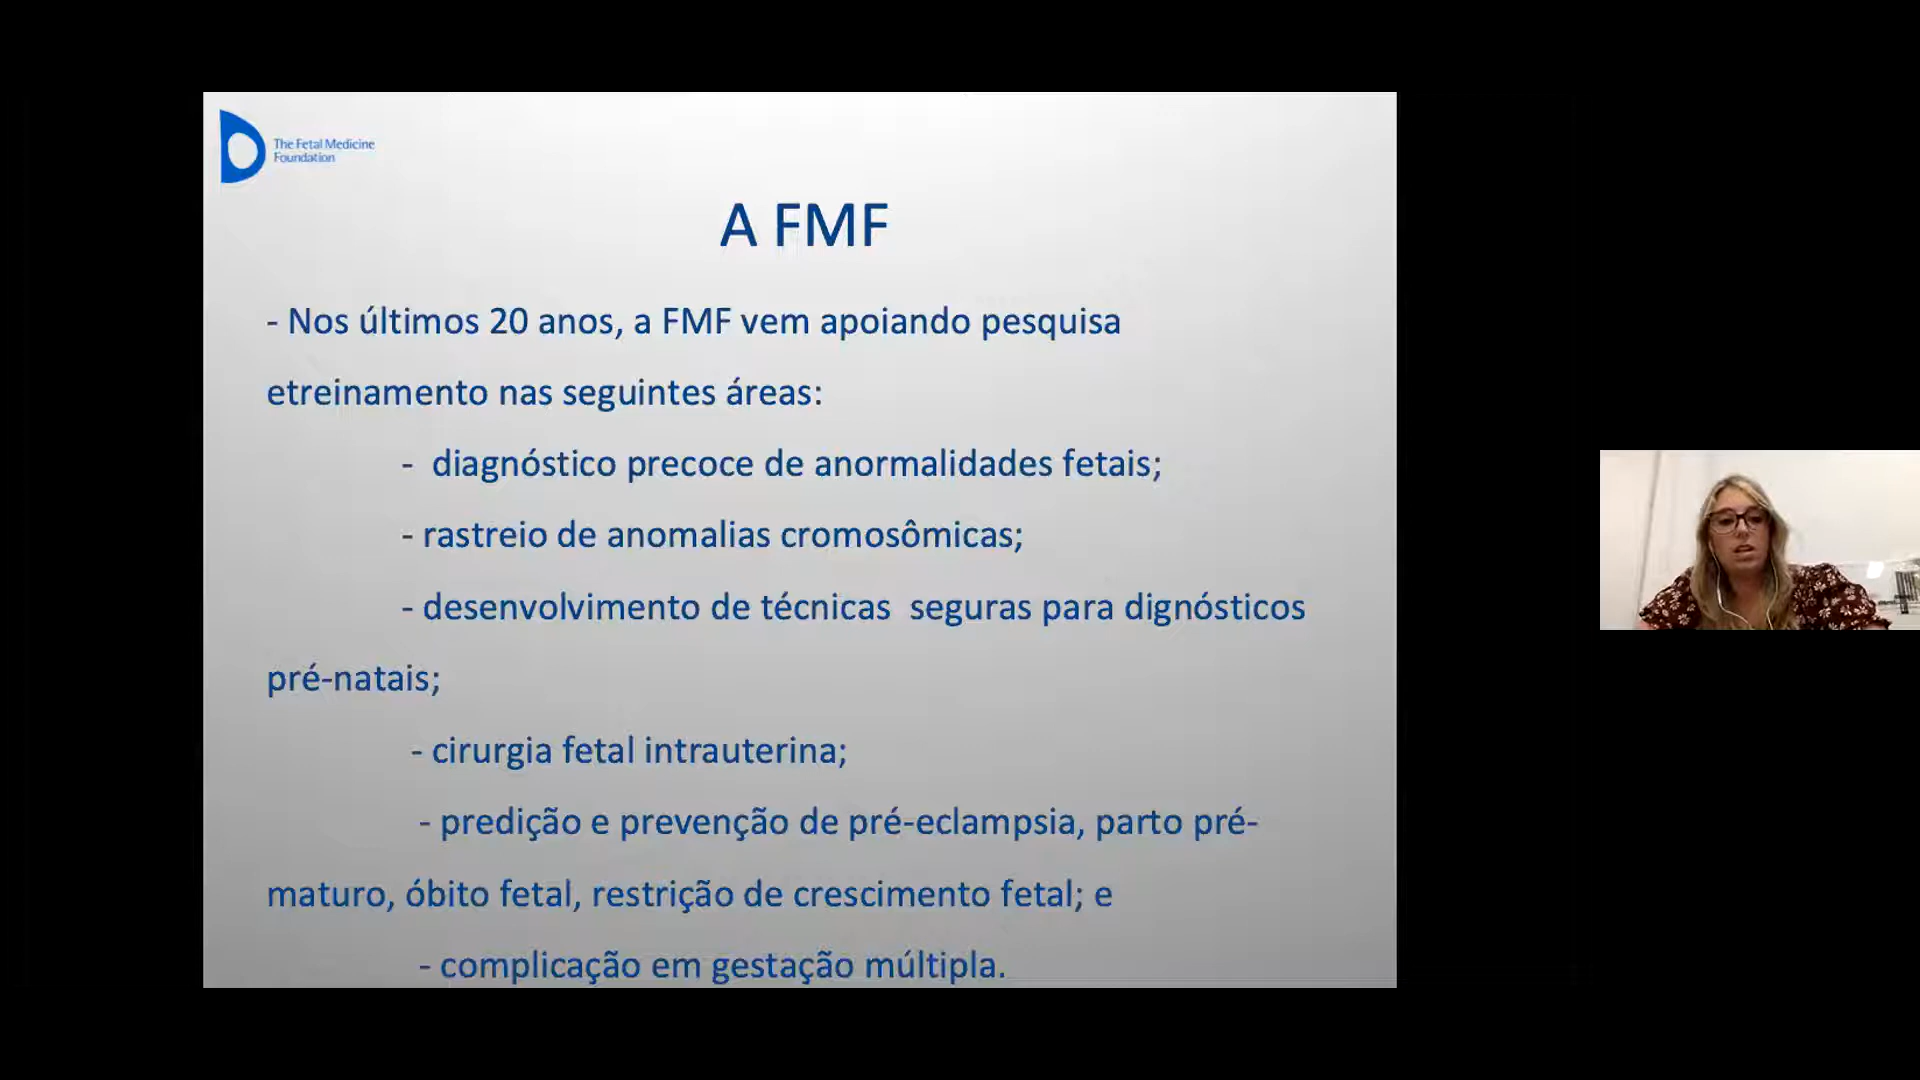 The Fetal Medicine
Foundation
A FMF
- Nos últimos 20 anos, a FMF vem apoiando pesquisa
etreinamento nas seguintes áreas:
- diagnóstico precoce de anormalidades fetais;
- rastreio de anomalias cromosômicas;
- desenvolvimento de técnicas  seguras para dignósticos
pré-natais;
- cirurgia fetal intrauterina;
- predição e prevenção de pré-eclampsia, parto pré-
maturo, óbito fetal, restrição de crescimento fetal; e
- complicação em gestação múltipla.